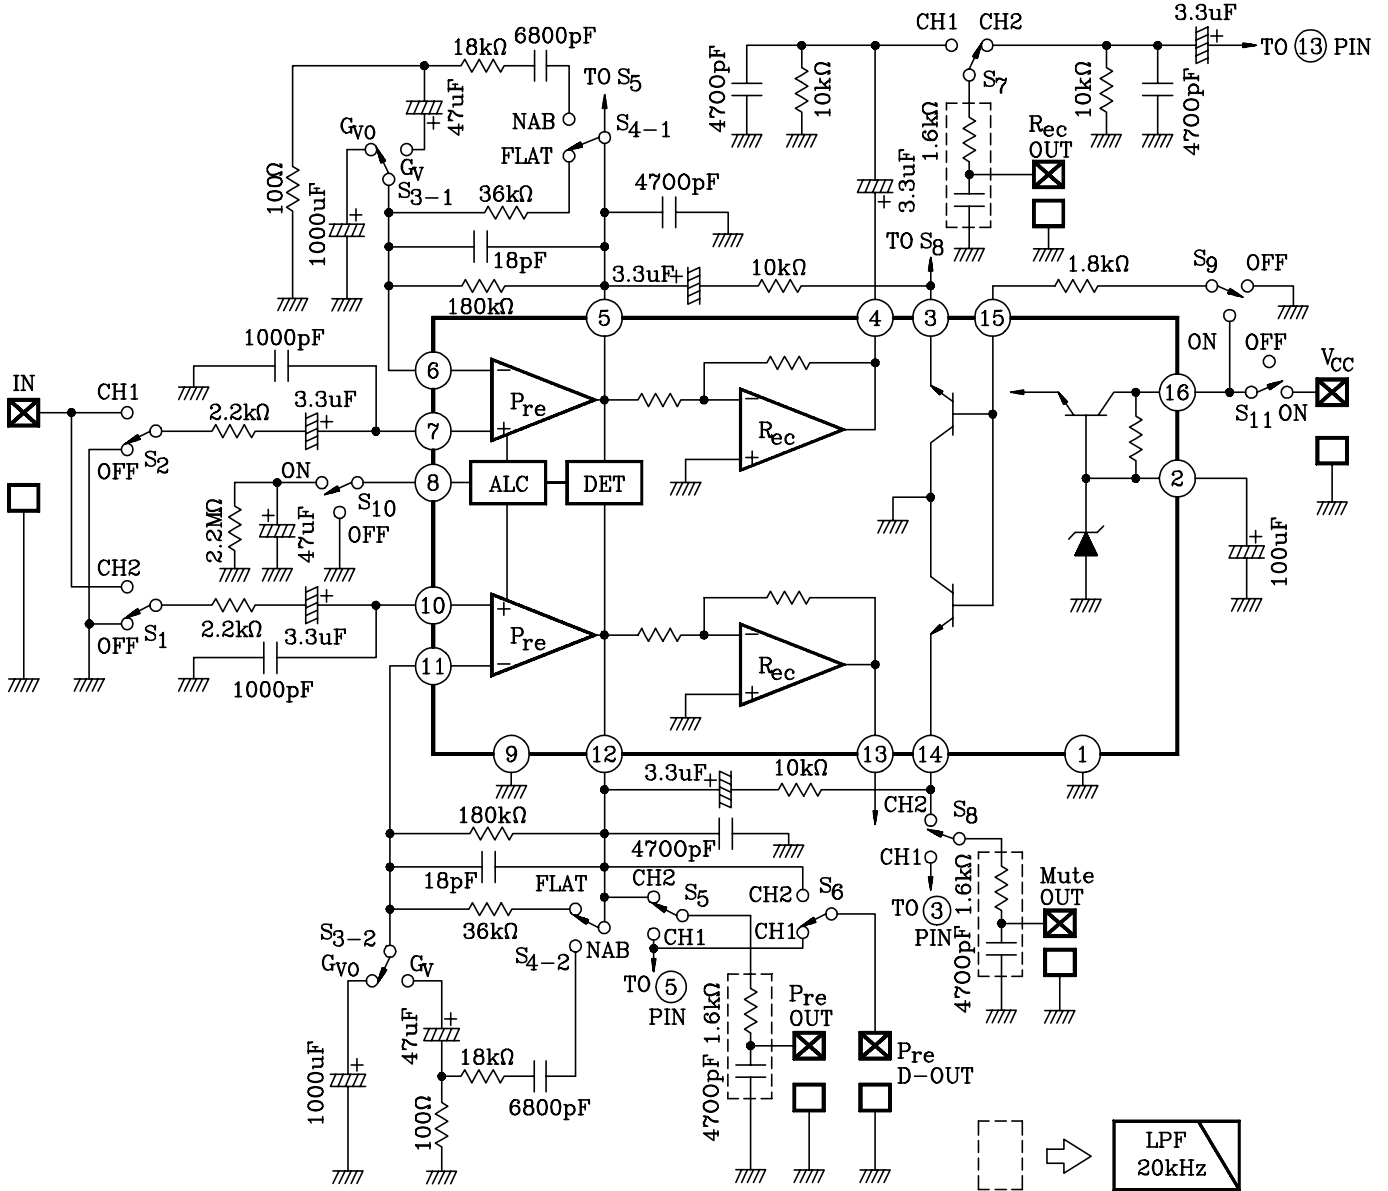 CH1 CH2 3.3uF
TO 13 PIN
S7
4700pF
10kΩ
10kΩ
4700pF
1.6kΩ
Rec
OUT
3.3uF
TO S8
18kΩ 6800pF
TO S5
47uF
NAB
FLAT
S4-1
GVO
GV
S3-1
100Ω
1000uF
36kΩ
4700pF
18pF
180kΩ
3.3uF
10kΩ
1.8kΩ
S9
OFF
ON
5 4 3 15
1000pF
IN
CH1
2.2kΩ
3.3uF
OFF S2
6
7
8
Pre
Rec
ALC
DET
16
2
OFF
VCC
S11 ON
100uF
ON
S10
OFF
2.2MΩ
47uF
CH2
OFF S1
2.2kΩ
3.3uF
1000pF
10
11
Pre
Rec
9 12 13 14 1
3.3uF
10kΩ
CH2
S8
CH1
TO 3
PIN
1.6kΩ
4700pF
Mute
OUT
180kΩ
4700pF
18pF
FLAT
CH2
S5
CH2
S6
36kΩ
S4-2
NAB
CH1
CH1
TO 5
PIN
S3-2
GVO
GV
47uF
1000uF
18kΩ
6800pF
100Ω
1.6kΩ
4700pF
Pre
OUT
Pre
D-OUT
LPF
20kHz